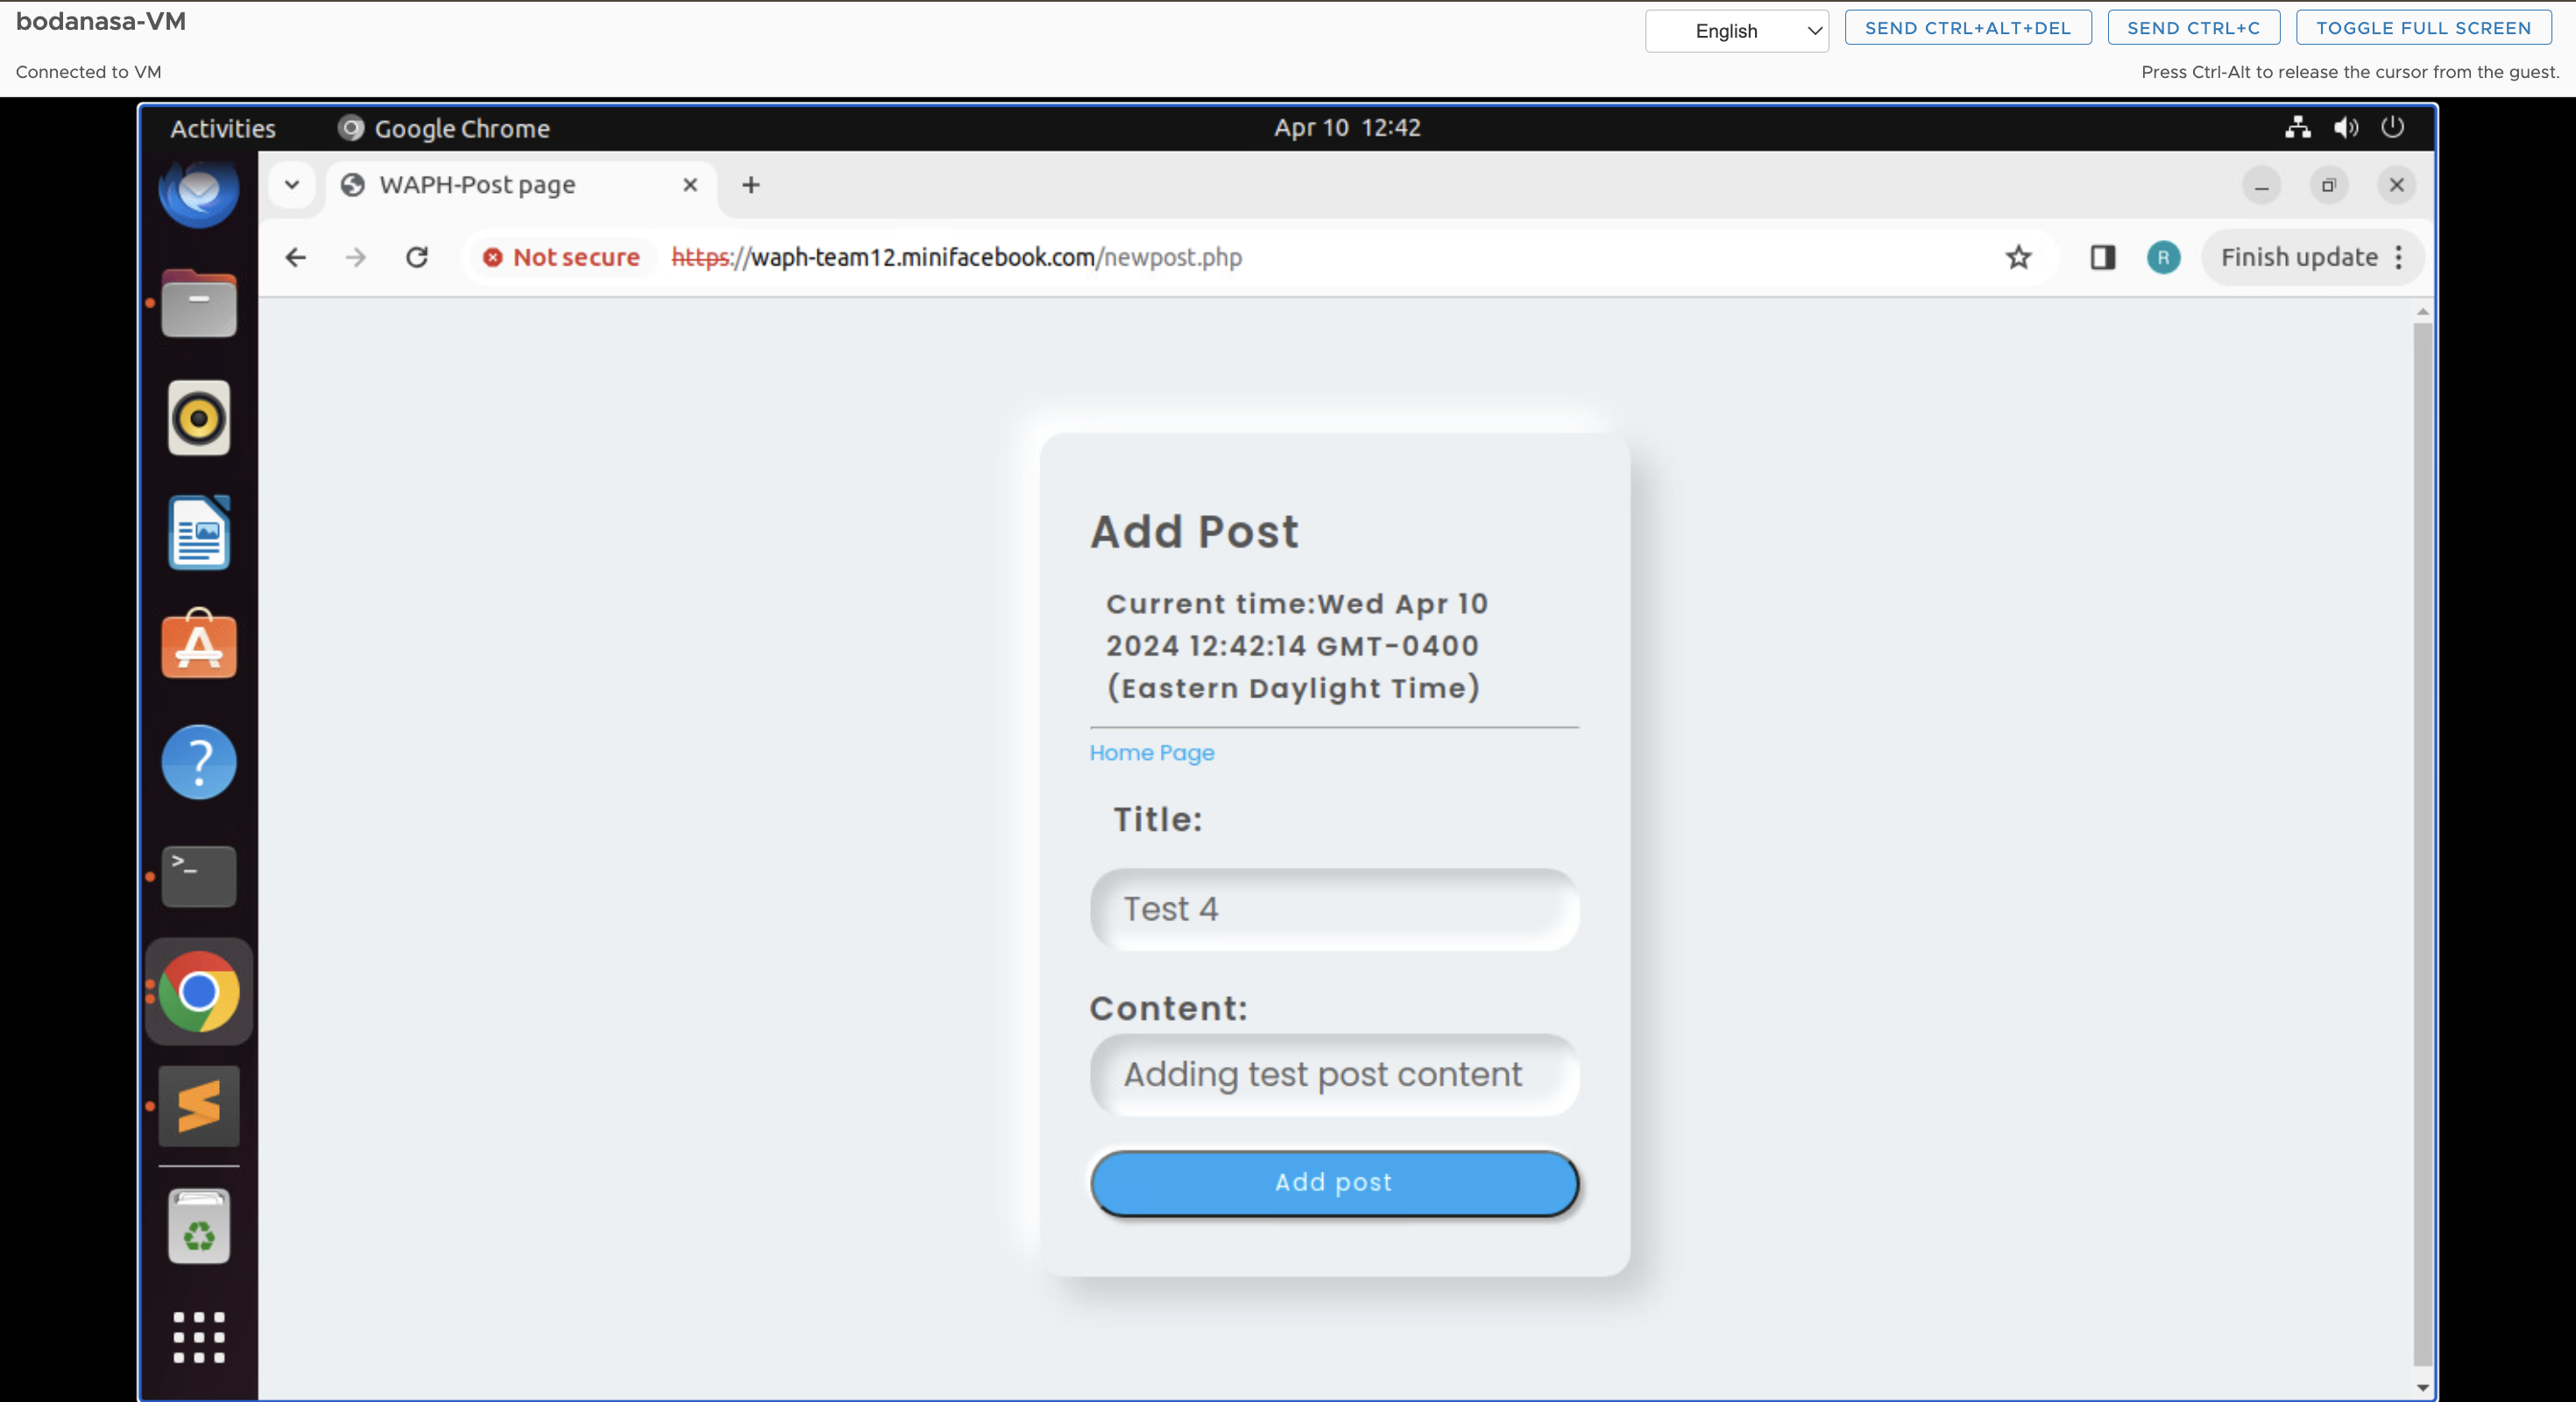 bodanasa-VM
English
SEND CTRL+ALT+DEL
SEND CTRL+C
TOGGLE FULL SCREEN
Connected to VM
Press Ctrl-Alt to release the cursor from the guest.
Activities
Google Chrome
Apr 10 12:42
WAPH-Post page
Not secure
https://waph-team12.minifacebook.com/newpost.php
R
Finish update
Add Post
Current time:Wed Apr 10
2024 12:42:14 GMT-0400
(Eastern Daylight Time)
Home Page
Title:
Test 4
Content:
Adding test post content
Add post